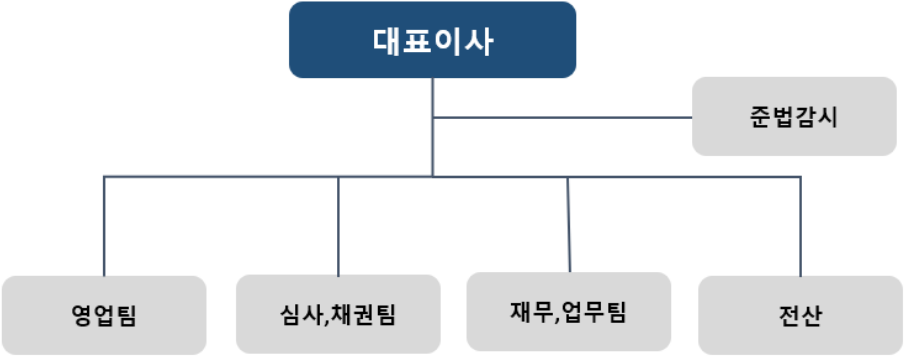 대표이사
준법감시
영업팀
심사,채권팀
재무,업무팀
전산